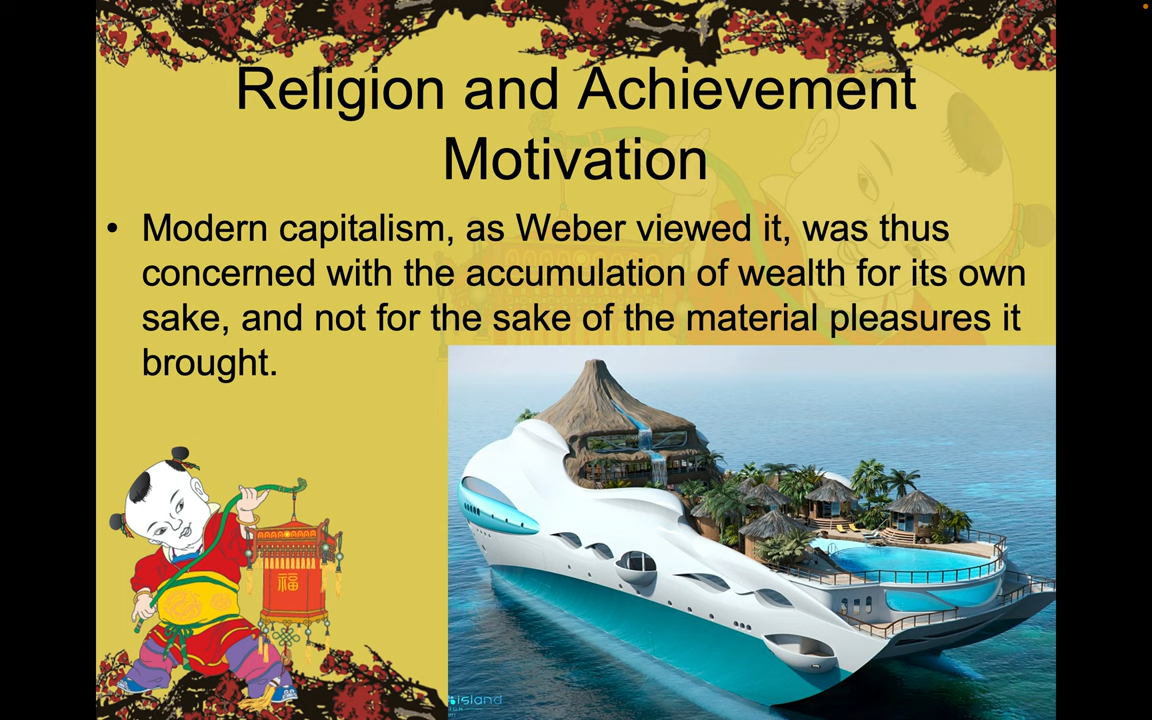 Religion and Achievement
Motivation
• Modern capitalism, as Weber viewed it, was thus
concerned with the accumulation of wealth for its own
sake, and not for the sake of the material pleasures it
brought.
福
island